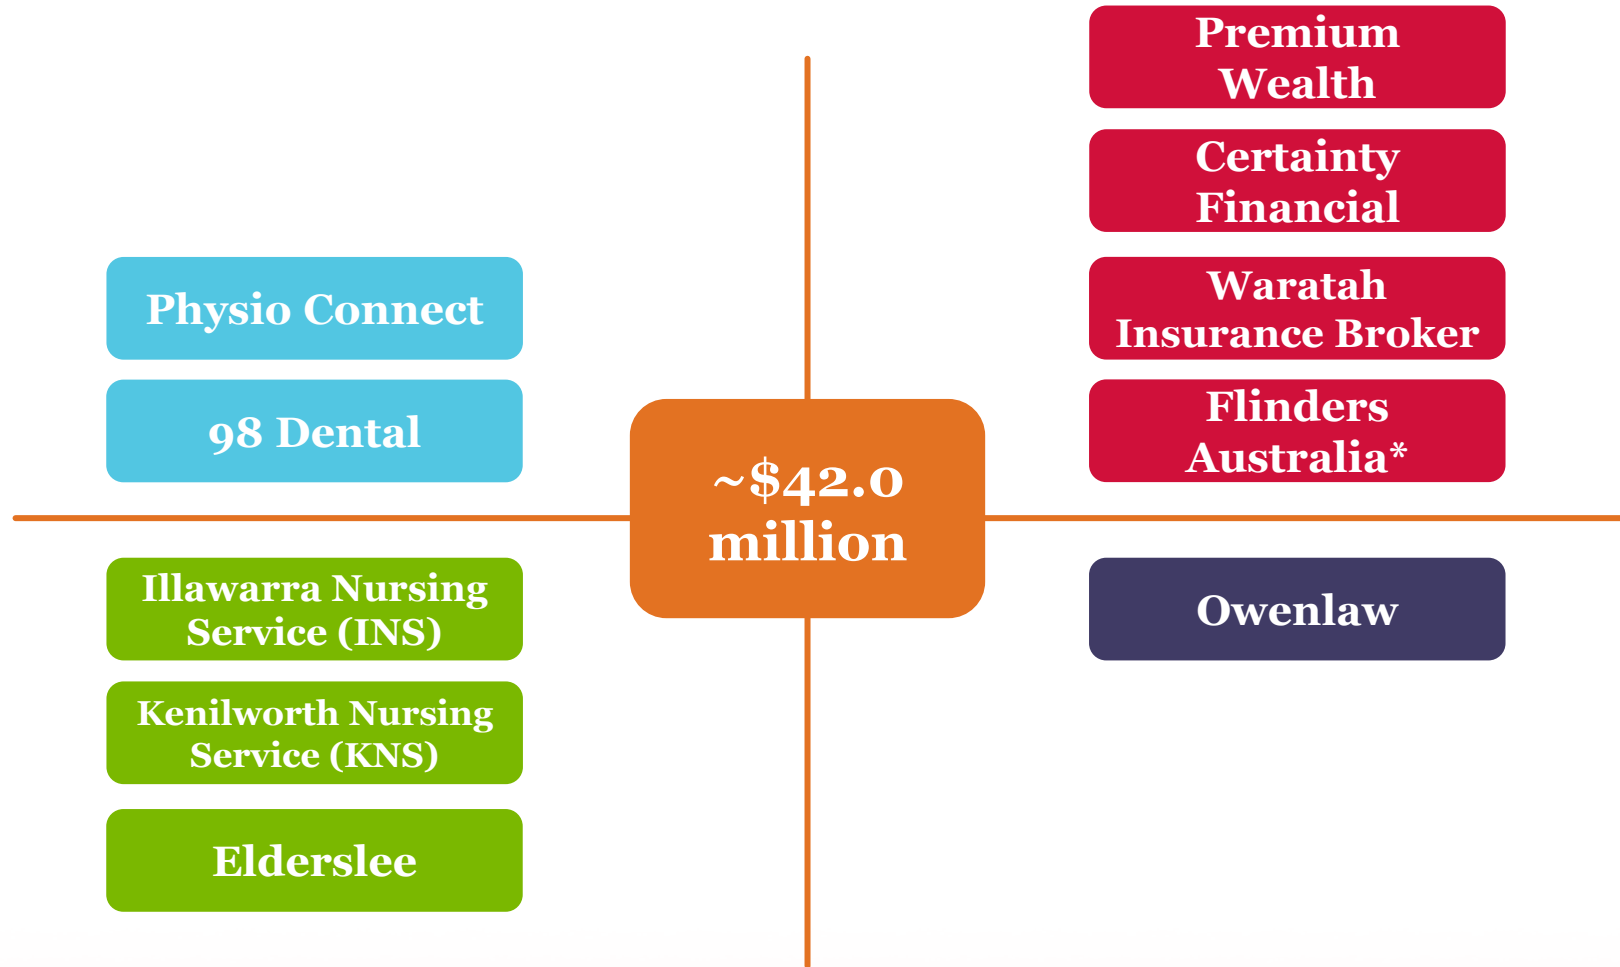 Premium
Wealth
Certainty
Financial
Waratah
Insurance Broker
Flinders
Australia*
Physio Connect
98 Dental
~$42.0
million
Illawarra Nursing
Service (INS)
Kenilworth Nursing
Service (KNS)
Elderslee
Owenlaw